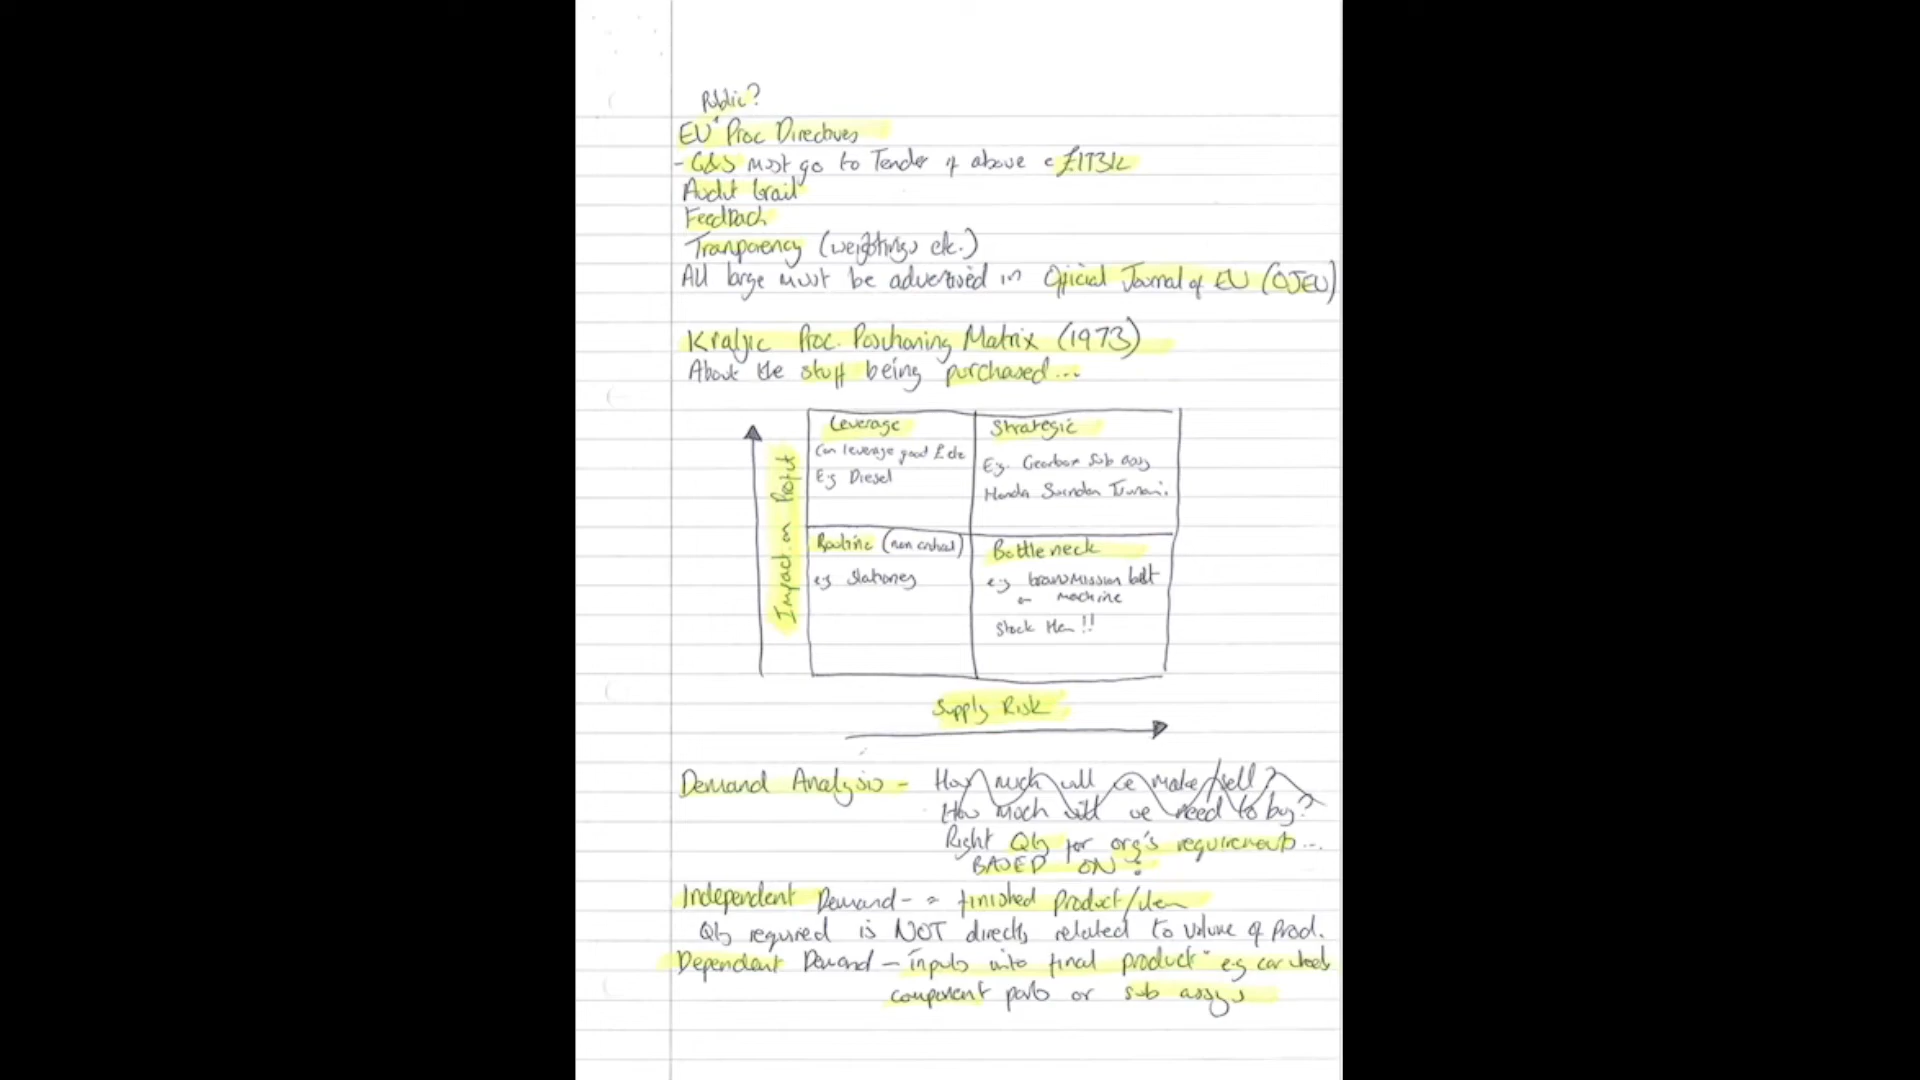 Public?
EU Proc Directives
- G&S must go to Tender if above c £173k
Audit trail
Feedback
Tranparency (weightings etc.)
All large must be advertised in Official Journal of EU (OJEU)
Kraljic Proc. Positioning Matrix (1973)
About the stuff being purchased...
Leverage
Can leverage good £ etc
Eg Diesel
Strategic
Eg. Gearbox Sub assy
Honda Swindon Tsunami.
Impact on Profit
Routine (non critical)
eg stationery
Bottleneck
eg transmission belt
on machine
Stock Item!!
Supply Risk
Demand Analysis - How much will we make/sell?
How much will we need to buy?
Right Qty for org's requirements...
BASED ON:
Independent Demand - = finished product/item
Qty required is NOT directly related to volume of prod.
Dependent Demand - inputs into final product eg car wheels
component parts or sub assys